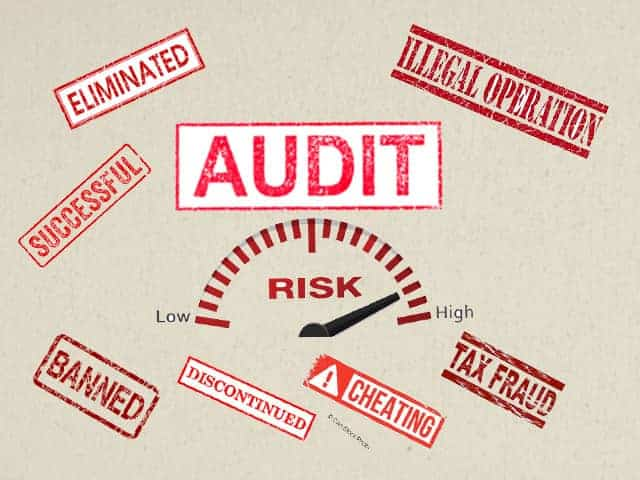 ELIMINATED
ILLEGAL OPERATION
AUDIT
SUCCESSFUL
RISK
Low
High
BANNED
DISCONTINUED
CHEATING
TAX FRAUD